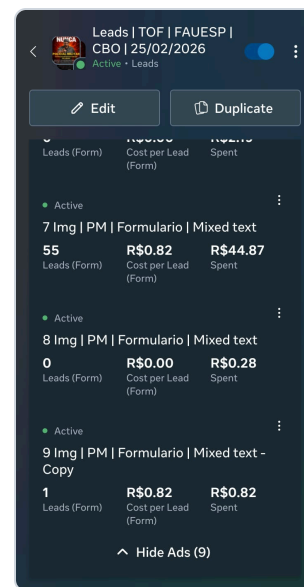 Leads | TOF | FAUESP |
CBO | 25/02/2026
Active • Leads
Edit
Duplicate
Leads (Form) Cost per Lead (Form) Spent
Active
7 Img | PM | Formulario | Mixed text
55 R$0.82 R$44.87
Leads (Form) Cost per Lead (Form) Spent
Active
8 Img | PM | Formulario | Mixed text
0 R$0.00 R$0.28
Leads (Form) Cost per Lead (Form) Spent
Active
9 Img | PM | Formulario | Mixed text -
Copy
1 R$0.82 R$0.82
Leads (Form) Cost per Lead (Form) Spent
Hide Ads (9)